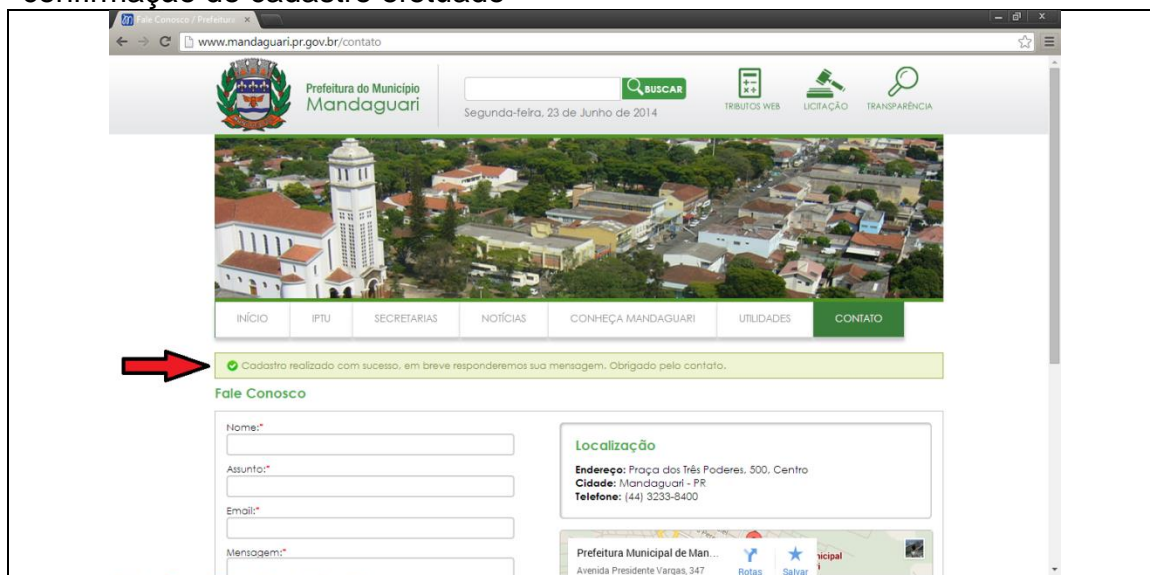 confirmação do cadastro efetuado
Fale Conosco / Prefeitura
www.mandaguari.pr.gov.br/contato
Prefeitura do Município
Mandaguari
BUSCAR
Segunda-feira, 23 de Junho de 2014
TRIBUTOS WEB
LICITAÇÃO
TRANSPARÊNCIA
INÍCIO
IPTU
SECRETARIAS
NOTÍCIAS
CONHEÇA MANDAGUARI
UTILIDADES
CONTATO
Cadastro realizado com sucesso, em breve responderemos sua mensagem. Obrigado pelo contato.
Fale Conosco
Nome:*
Assunto:*
Email:*
Mensagem:*
Localização
Endereço: Praça dos Três Poderes, 500, Centro
Cidade: Mandaguari - PR
Telefone: (44) 3233-8400
Prefeitura Municipal de Man...
Avenida Presidente Vargas, 347
Rotas
Salvar
nicipal